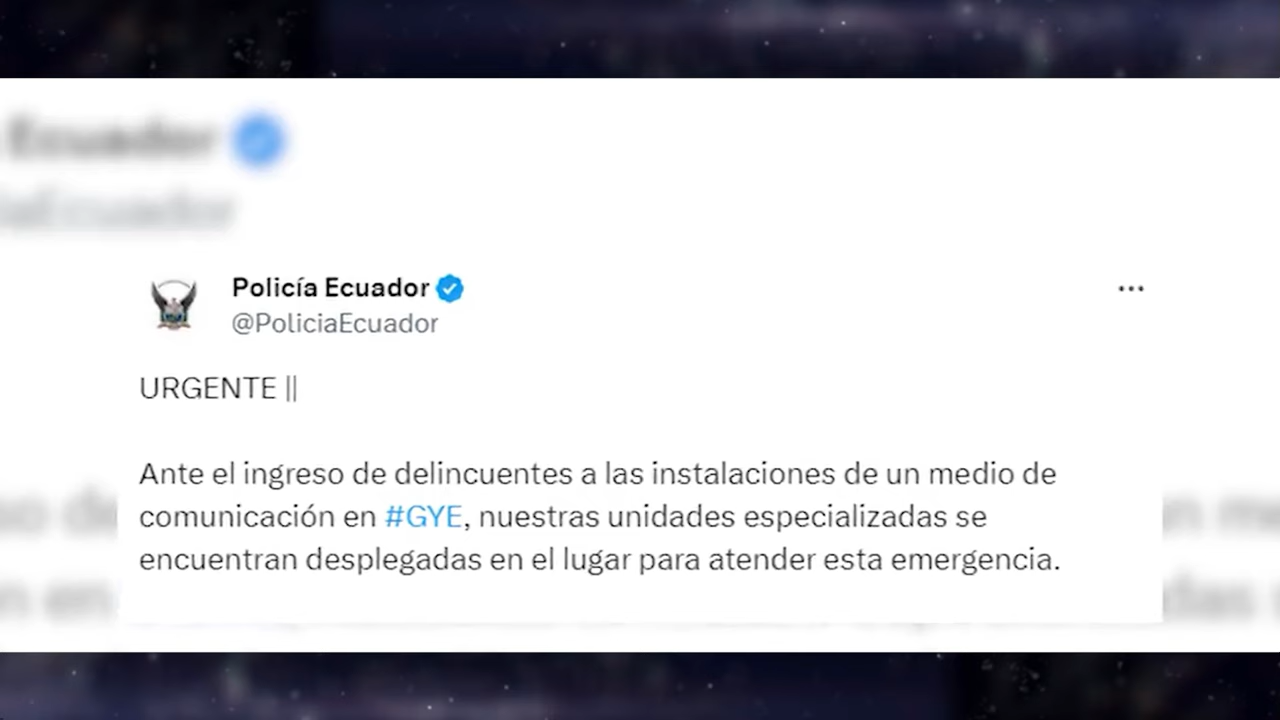 Ecuador
Policía Ecuador
@PoliciaEcuador
URGENTE ||
Ante el ingreso de delincuentes a las instalaciones de un medio de
comunicación en #GYE, nuestras unidades especializadas se
encuentran desplegadas en el lugar para atender esta emergencia.